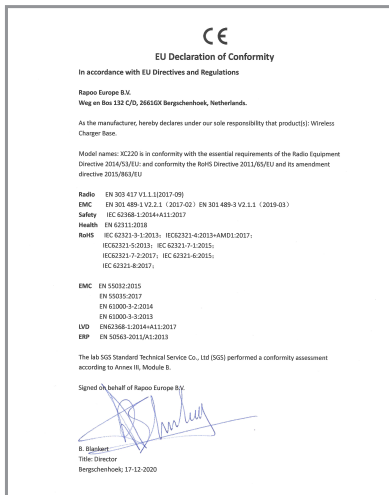 CE
EU Declaration of Conformity
In accordance with EU Directives and Regulations
Rapoo Europe B.V.
Weg en Bos 132 C/D, 2661GX Bergschenhoek, Netherlands.
As the manufacturer, hereby declares under our sole responsibility that product(s): Wireless
Charger Base.
Model names: XC220 is in conformity with the essential requirements of the Radio Equipment
Directive 2014/53/EU: and conformity the RoHS Directive 2011/65/EU and its amendment
directive 2015/863/EU
Radio EN 303 417 V1.1.1(2017-09)
EMC EN 301 489-1 V2.2.1（2017-02）EN 301 489-3 V2.1.1（2019-03）
Safety IEC 62368-1:2014+A11:2017
Health EN 62311:2018
RoHS IEC 62321-3-1:2013；IEC62321-4:2013+AMD1:2017；
IEC62321-5:2013；IEC 62321-7-1:2015；
IEC62321-7-2:2017；IEC 62321-6:2015；
IEC 62321-8:2017；
EMC EN 55032:2015
EN 55035:2017
EN 61000-3-2:2014
EN 61000-3-3:2013
LVD EN62368-1:2014+A11:2017
ERP EN 50563-2011/A1:2013
The lab SGS Standard Technical Service Co., Ltd (SGS) performed a conformity assessment
according to Annex III, Module B.
Signed on behalf of Rapoo Europe B.V.
B. Blankert
Title: Director
Bergschenhoek; 17-12-2020